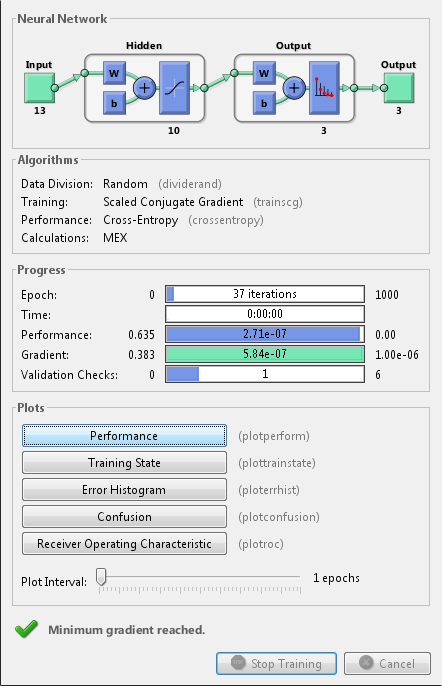 Neural Network
Hidden Output
Input Output
W W
b b
13 3
10 3
Algorithms
Data Division: Random (dividerand)
Training: Scaled Conjugate Gradient (trainscg)
Performance: Cross-Entropy (crossentropy)
Calculations: MEX
Progress
Epoch: 0 37 iterations 1000
Time: 0:00:00
Performance: 0.635 2.71e-07 0.00
Gradient: 0.383 5.84e-07 1.00e-06
Validation Checks: 0 1 6
Plots
Performance (plotperform)
Training State (plottrainstate)
Error Histogram (ploterrhist)
Confusion (plotconfusion)
Receiver Operating Characteristic (plotroc)
Plot Interval: 1 epochs
Minimum gradient reached.
Stop Training Cancel